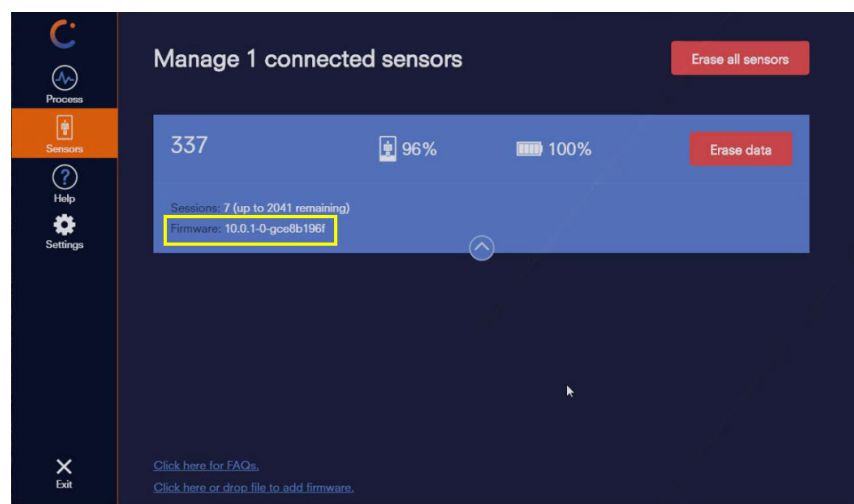 Manage 1 connected sensors
Erase all sensors
Process
Sensors
Help
Settings
Exit
337
96%
100%
Erase data
Sessions: 7 (up to 2041 remaining)
Firmware: 10.0.1-0-gce8b196f
Click here for FAQs.
Click here or drop file to add firmware.